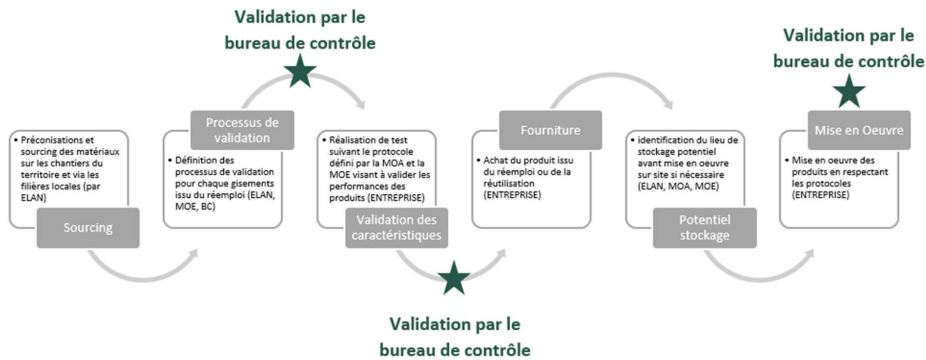 Validation par le
bureau de contrôle
Validation par le
bureau de contrôle
• Préconisations et
sourcing des matériaux
sur les chantiers du
territoire et via les
filières locales (par
ELAN)
Sourcing
Processus de
validation
• Définition des
processus de validation
pour chaque gisements
issu du réemploi (ELAN,
MOE, BC)
• Réalisation de test
suivant le protocole
défini par la MOA et la
MOE visant à valider les
performances des
produits (ENTREPRISE)
Validation des
caractéristiques
Fourniture
• Achat du produit issu
du réemploi ou de la
réutilisation
(ENTREPRISE)
• identification du lieu de
stockage potentiel
avant mise en oeuvre
sur site si nécessaire
(ELAN, MOA, MOE)
Potentiel
stockage
Mise en Oeuvre
• Mise en oeuvre des
produits en respectant
les protocoles
(ENTREPRISE)
Validation par le
bureau de contrôle